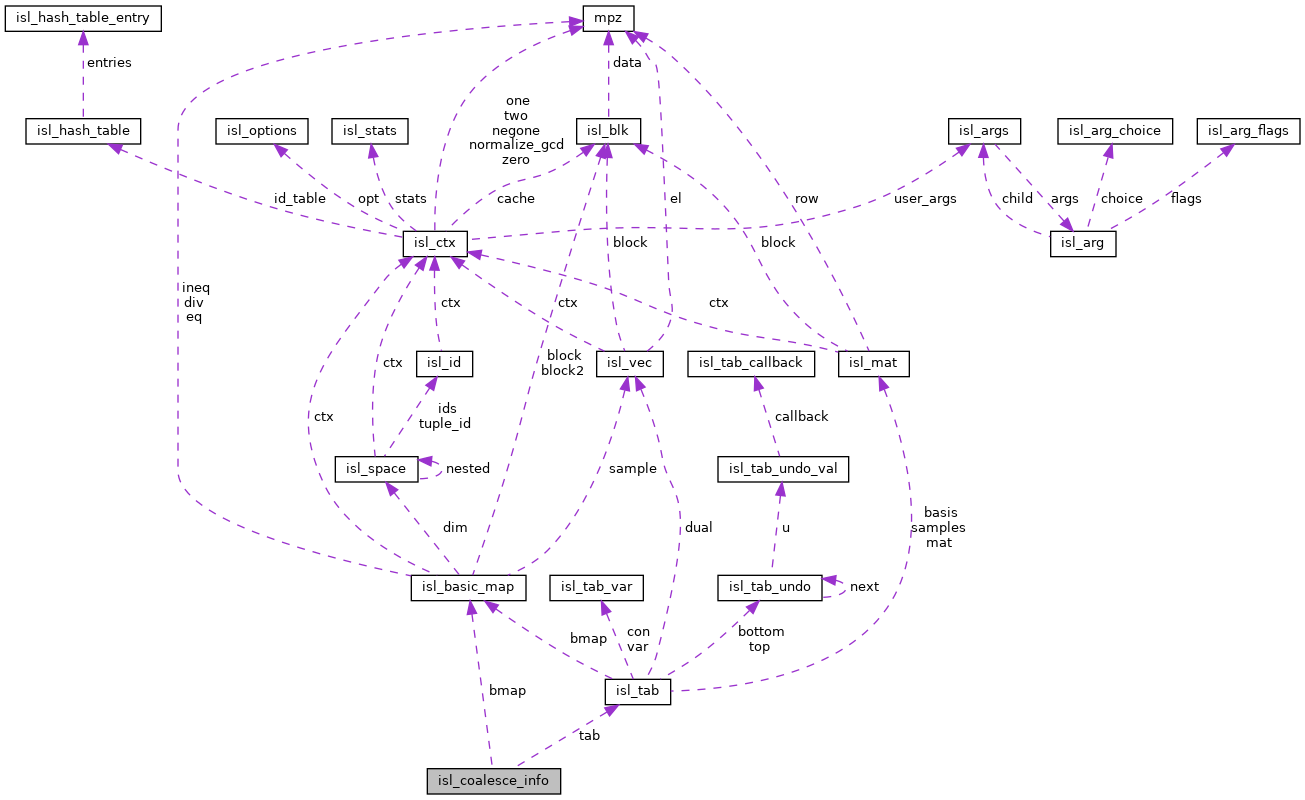 isl_hash_table_entry
mpz
entries
data
one
two
negone
normalize_gcd
zero
isl_hash_table
isl_options
isl_stats
isl_blk
isl_args
isl_arg_choice
isl_arg_flags
id_table
opt
stats
cache
el
row
user_args
child
args
choice
flags
isl_ctx
block
block
isl_arg
ineq
div
eq
ctx
ctx
ctx
ctx
isl_id
block
block2
isl_vec
isl_tab_callback
isl_mat
ctx
ids
tuple_id
callback
isl_space
nested
sample
isl_tab_undo_val
dim
dual
u
basis
samples
mat
isl_basic_map
isl_tab_var
isl_tab_undo
next
bmap
con
var
bottom
top
bmap
isl_tab
tab
isl_coalesce_info